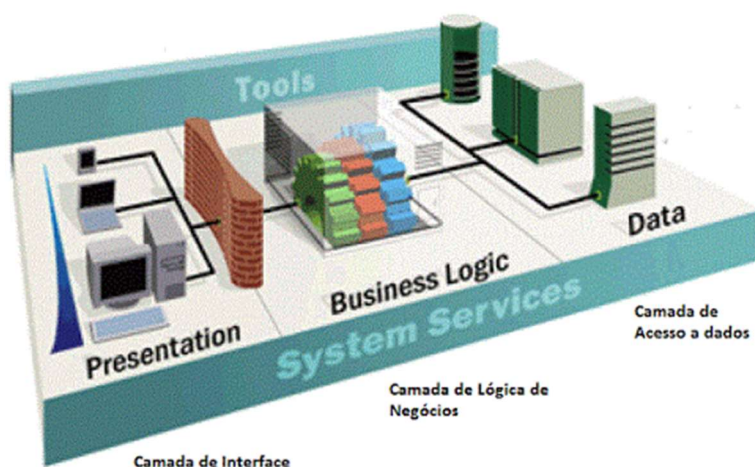 Tools
Data
Business Logic
Presentation
System Services
Camada de
Acesso a dados
Camada de Lógica de
Negócios
Camada de Interface